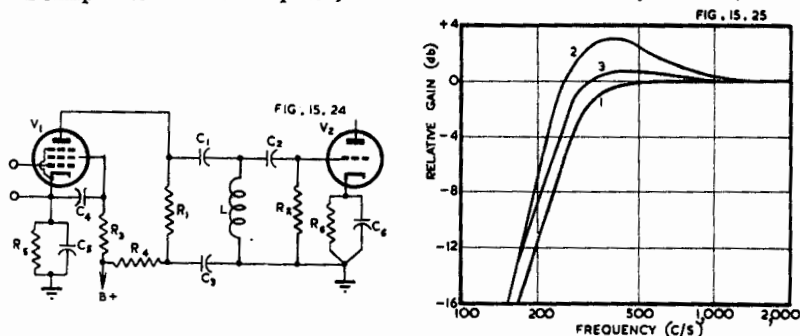 FIG. 15.24
V1
V2
C1
C2
C4
R1
L
R2
R3
R6
C6
R5
C5
R4
C3
B+
FIG. 15.25
+4
0
-4
-8
-12
-16
RELATIVE GAIN (db)
2
3
1
100 200 500 1,000 2,000
FREQUENCY (C/S)